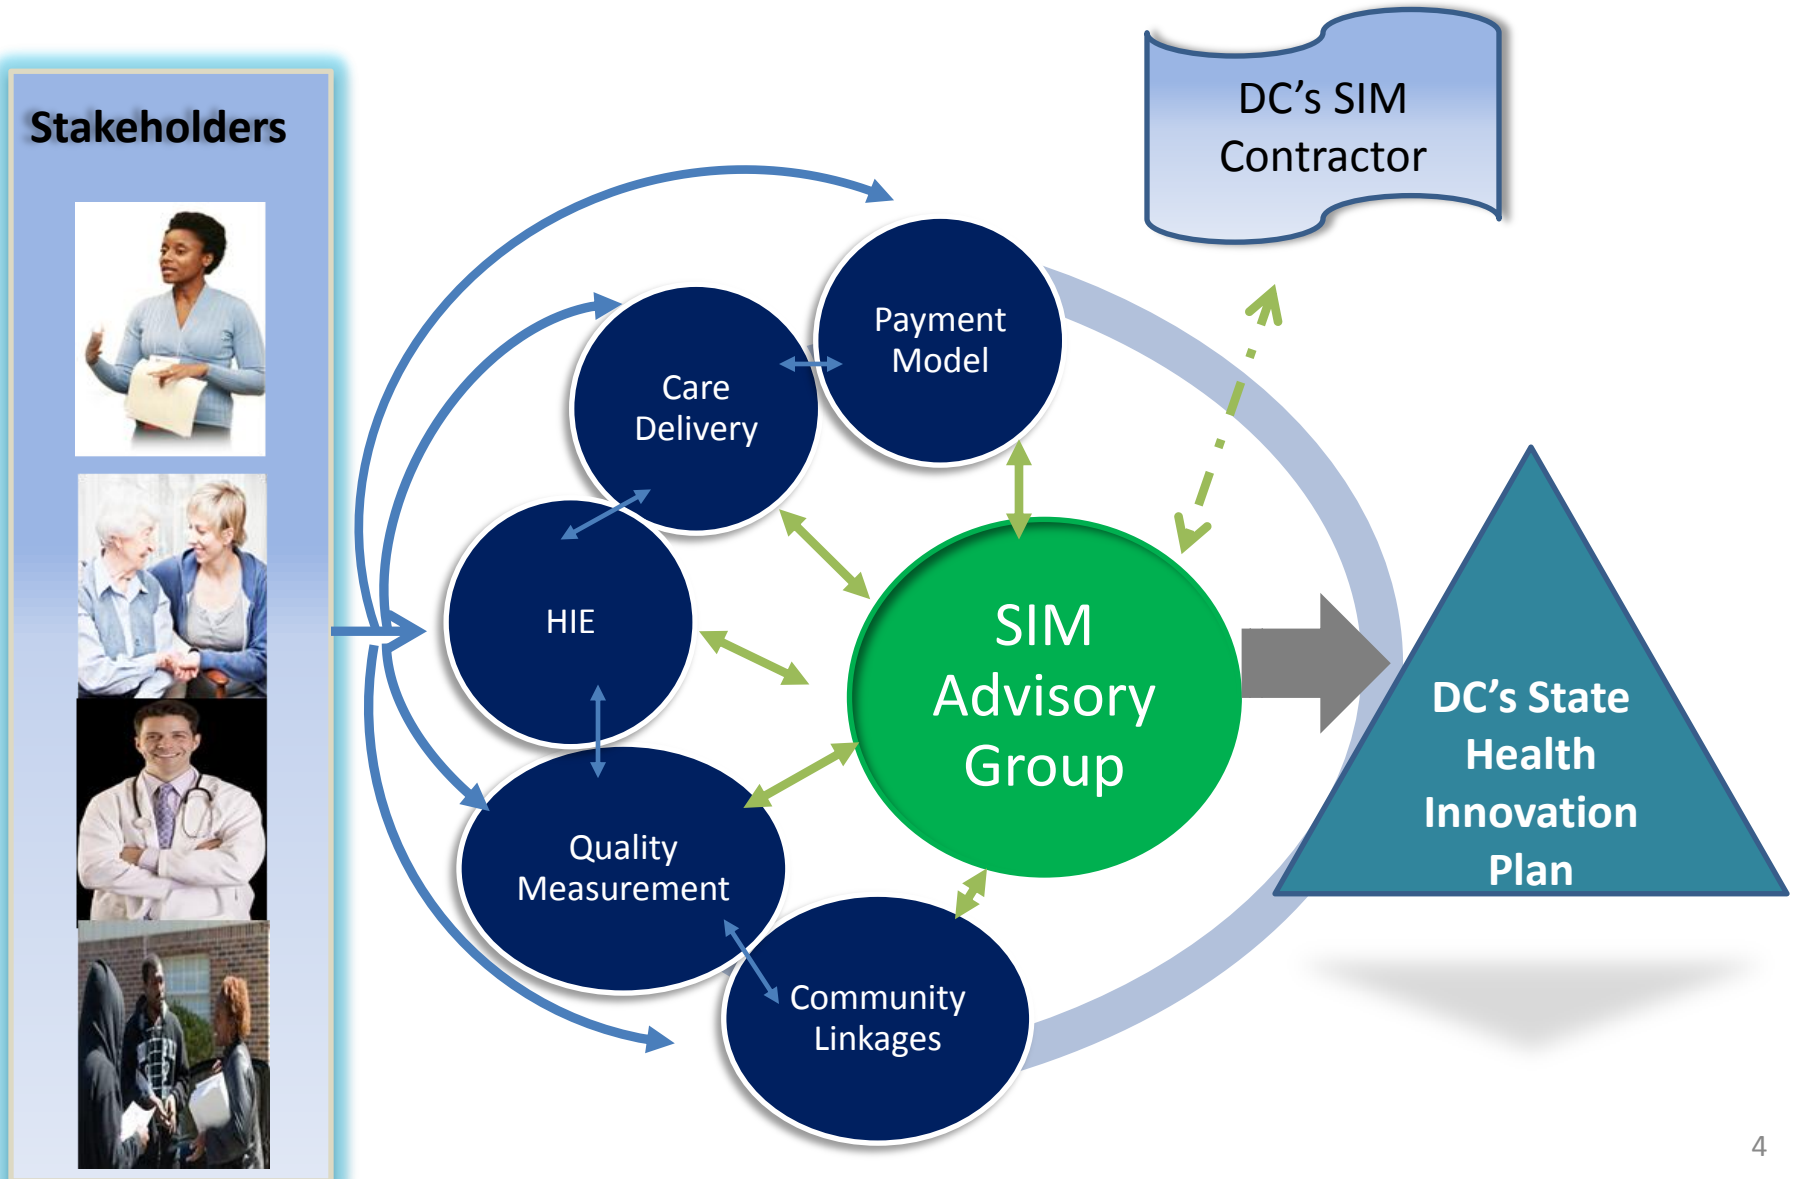 Stakeholders
DC's SIM
Contractor
Payment
Model
Care
Delivery
HIE
Quality
Measurement
Community
Linkages
SIM
Advisory
Group
DC's State
Health
Innovation
Plan
4